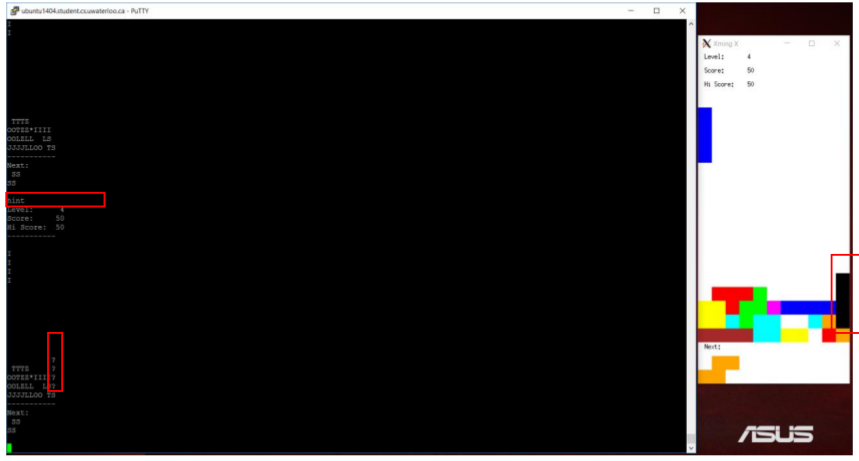 ubuntu1404.student.cs.uwaterloo.ca - PuTTY
I
I
TTTZ
OOTZZ*IIII
OOLZLL LS
JJJJLLOO TS
-----------
Next:
SS
SS
hint
Level: 4
Score: 50
Hi Score: 50
-----------
I
I
I
I
?
TTTZ ?
OOTZZ*IIII?
OOLZLL LS?
JJJJLLOO TS
-----------
Next:
SS
SS
Xming X
Level: 4
Score: 50
Hi Score: 50
Next:
ASUS